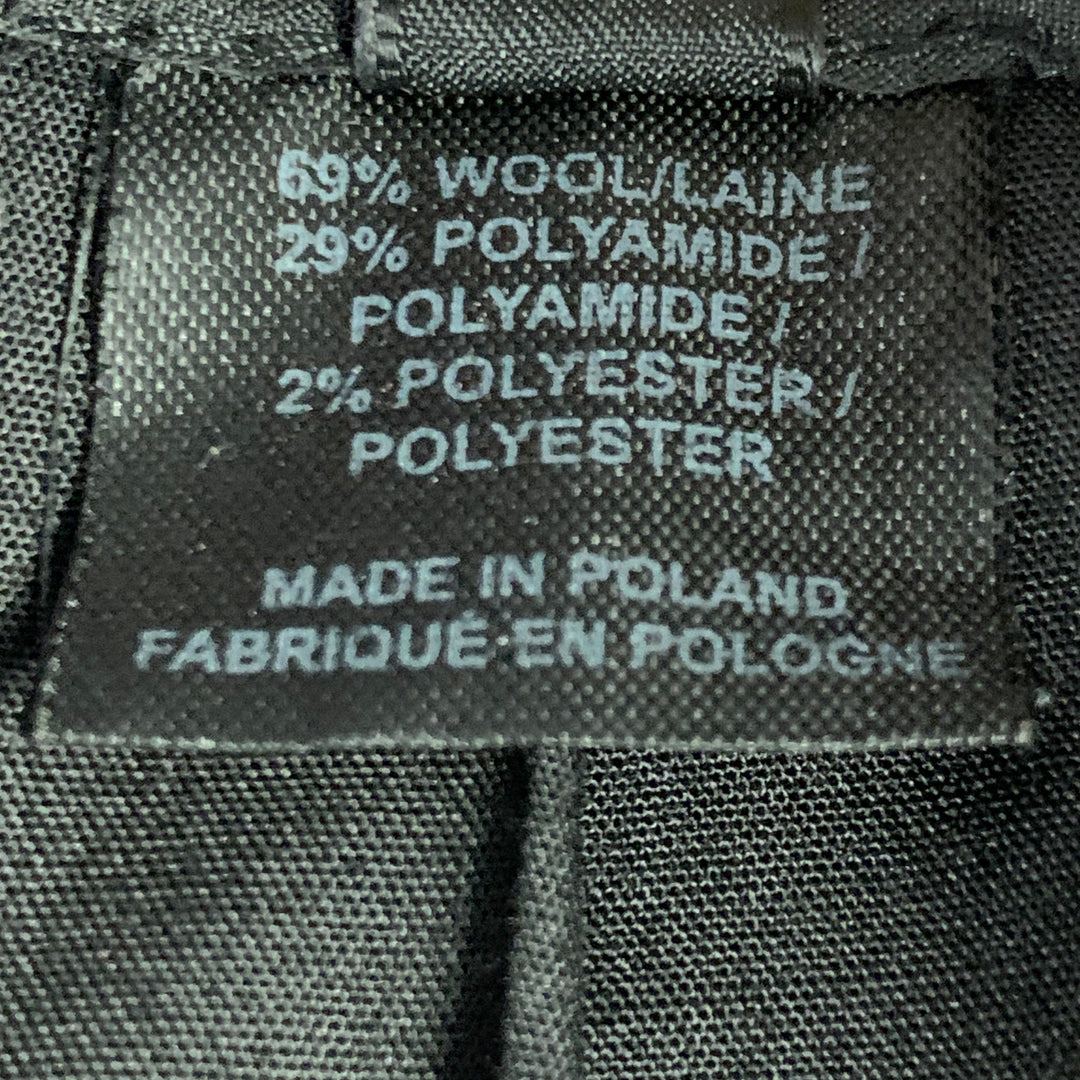 69% WOOL/LAINE
29% POLYAMIDE /
POLYAMIDE /
2% POLYESTER /
POLYESTER
MADE IN POLAND
FABRIQUÉ EN POLOGNE